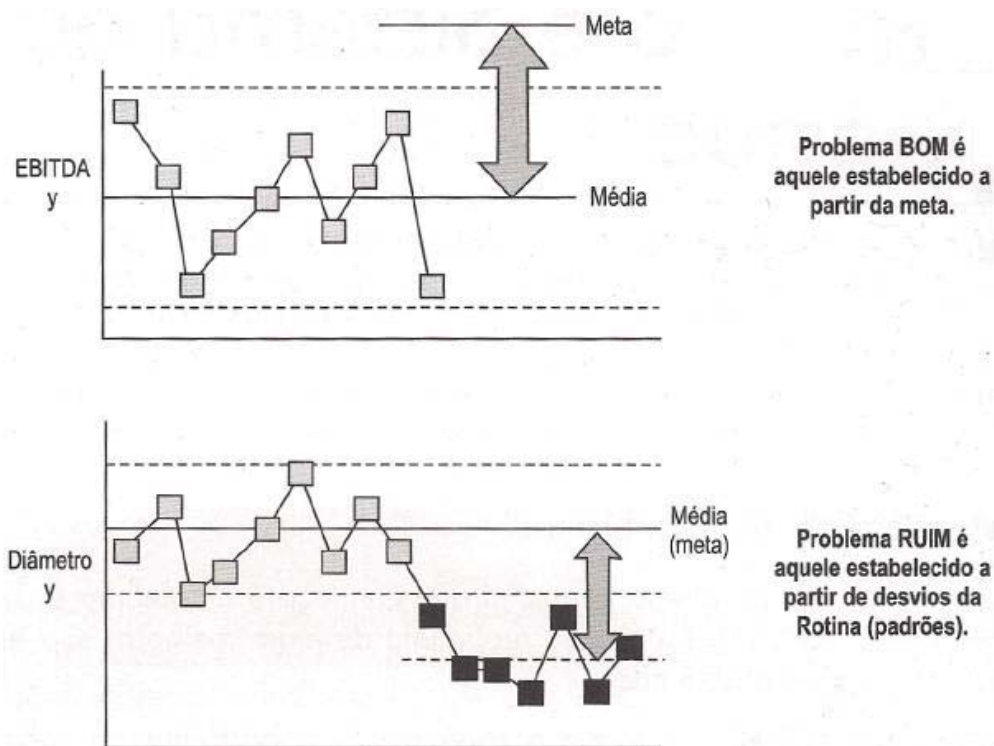 Meta
EBITDA
y
Média
Problema BOM é
aquele estabelecido a
partir da meta.
Diâmetro
y
Média
(meta)
Problema RUIM é
aquele estabelecido a
partir de desvios da
Rotina (padrões).